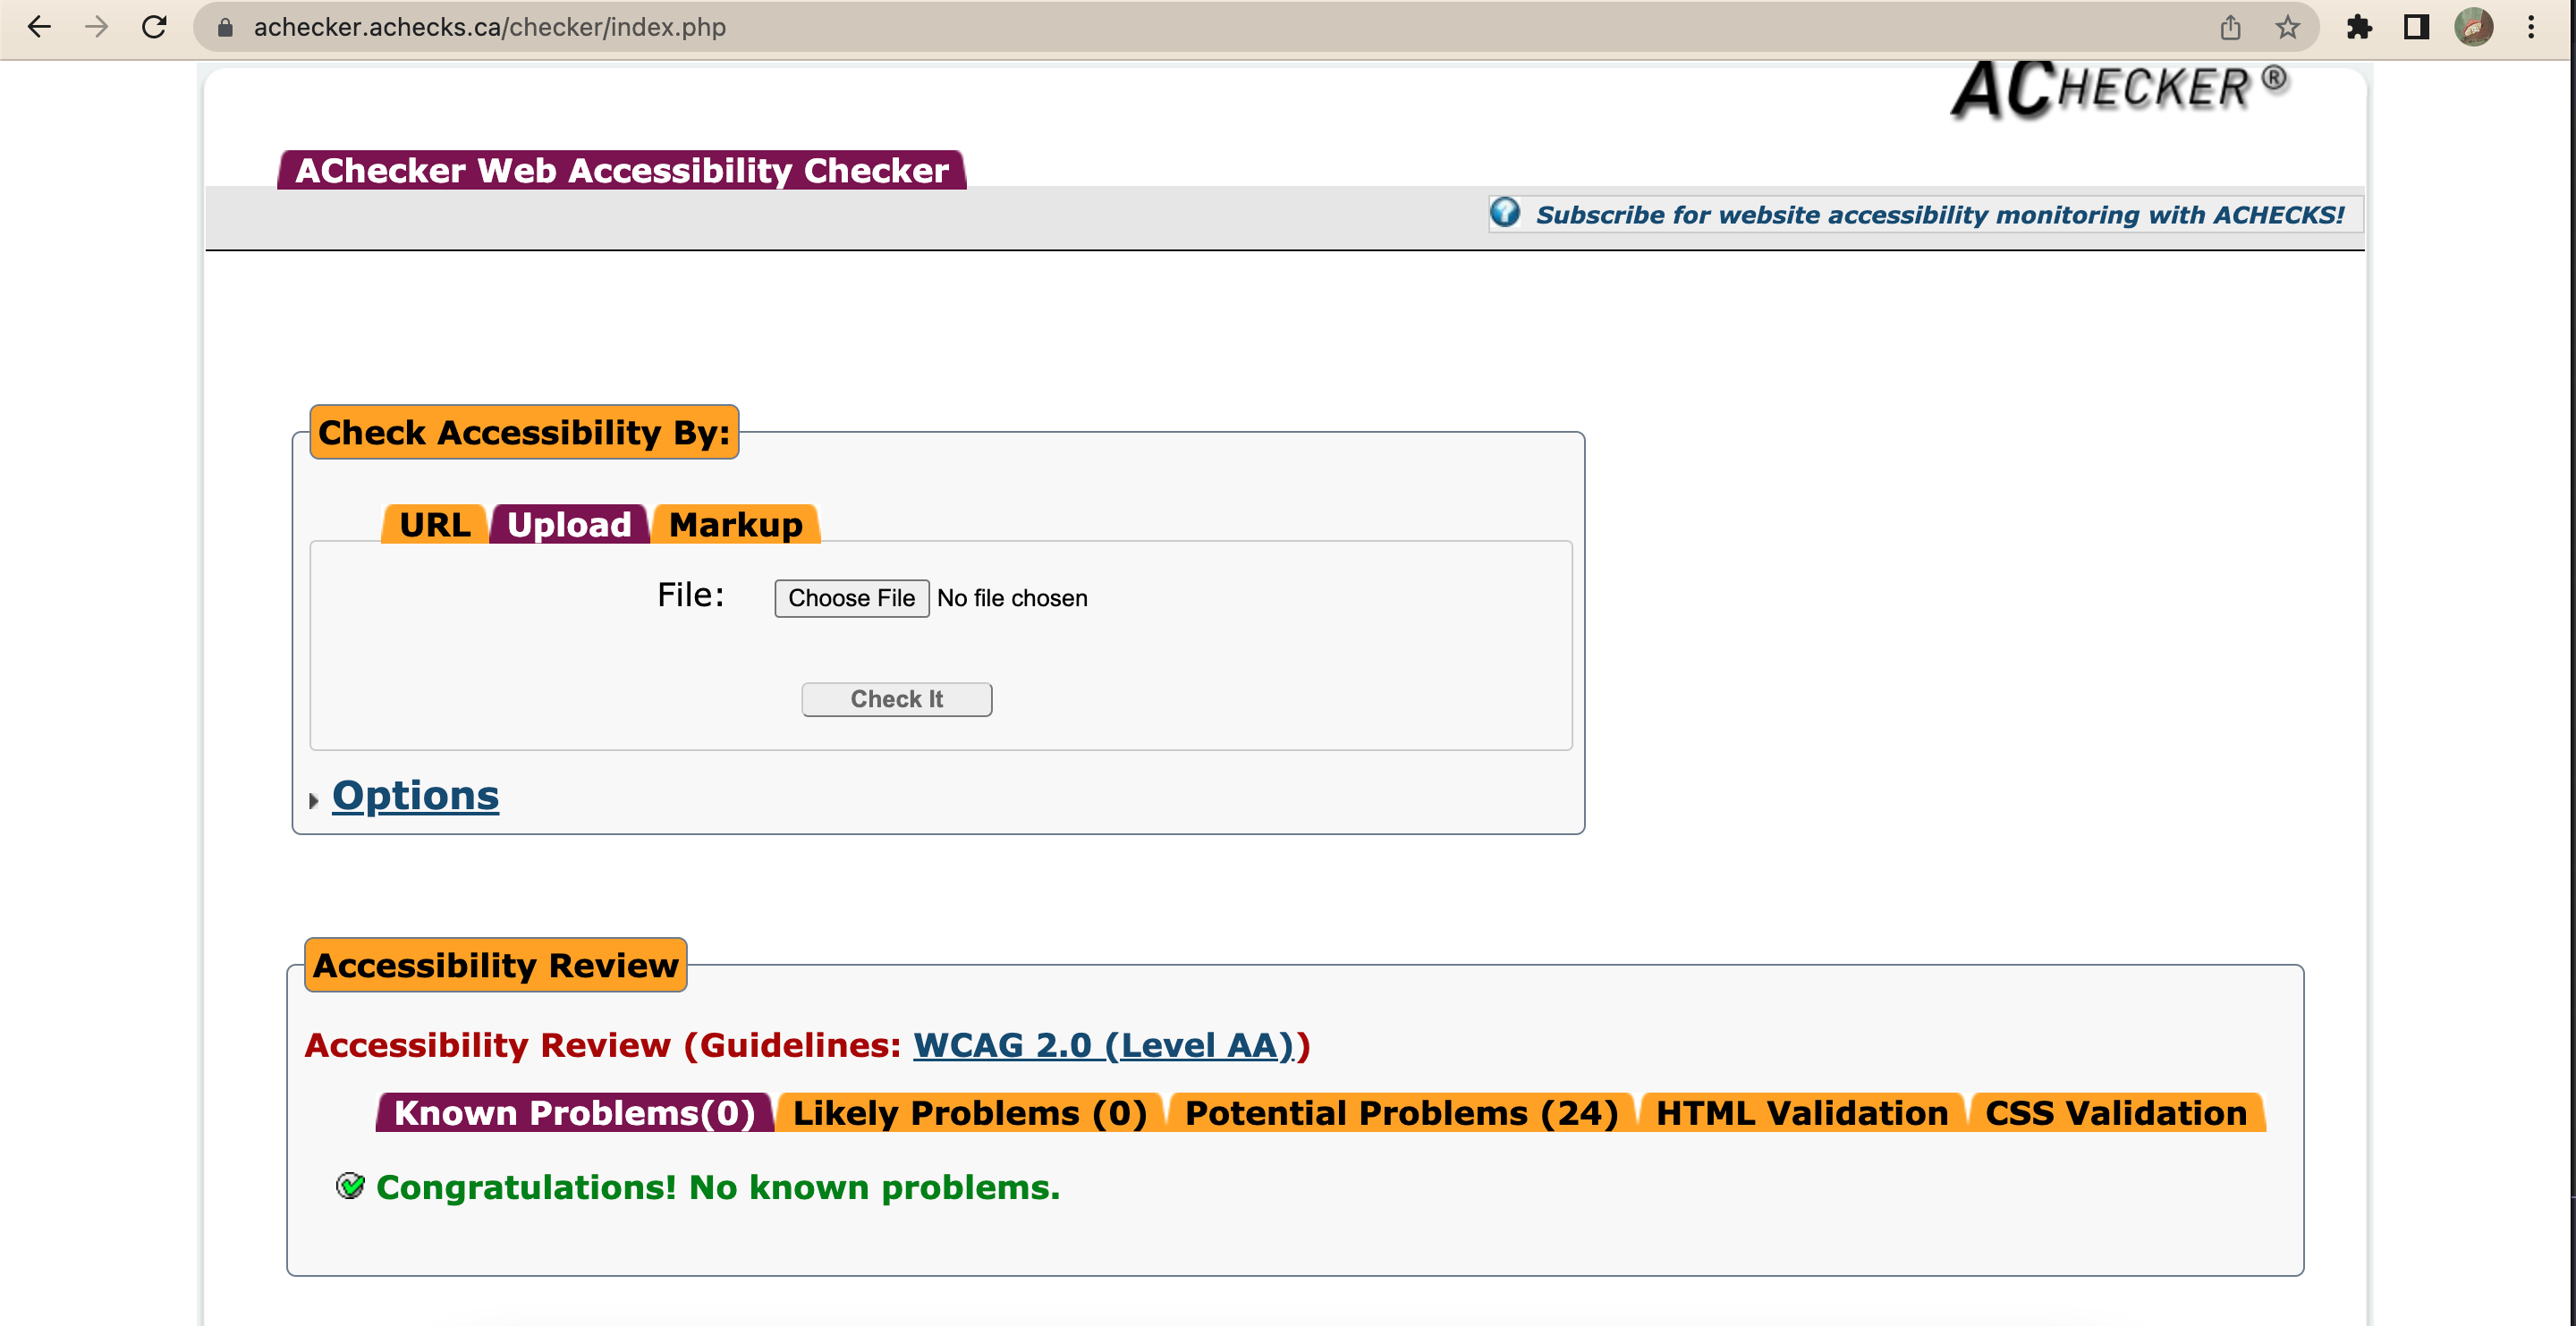 achecker.achecks.ca/checker/index.php
ACHECKER ®
AChecker Web Accessibility Checker
Subscribe for website accessibility monitoring with ACHECKS!
Check Accessibility By:
URL Upload Markup
File: Choose File No file chosen
Check It
Options
Accessibility Review
Accessibility Review (Guidelines: WCAG 2.0 (Level AA))
Known Problems(0) Likely Problems (0) Potential Problems (24) HTML Validation CSS Validation
Congratulations! No known problems.